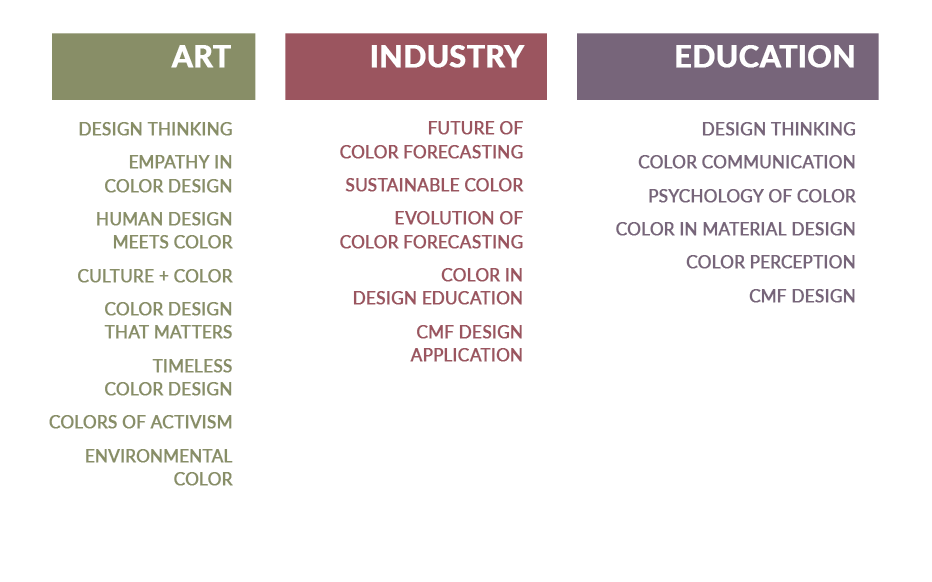 ART
DESIGN THINKING
EMPATHY IN
COLOR DESIGN
HUMAN DESIGN
MEETS COLOR
CULTURE + COLOR
COLOR DESIGN
THAT MATTERS
TIMELESS
COLOR DESIGN
COLORS OF ACTIVISM
ENVIRONMENTAL
COLOR
INDUSTRY
FUTURE OF
COLOR FORECASTING
SUSTAINABLE COLOR
EVOLUTION OF
COLOR FORECASTING
COLOR IN
DESIGN EDUCATION
CMF DESIGN
APPLICATION
EDUCATION
DESIGN THINKING
COLOR COMMUNICATION
PSYCHOLOGY OF COLOR
COLOR IN MATERIAL DESIGN
COLOR PERCEPTION
CMF DESIGN